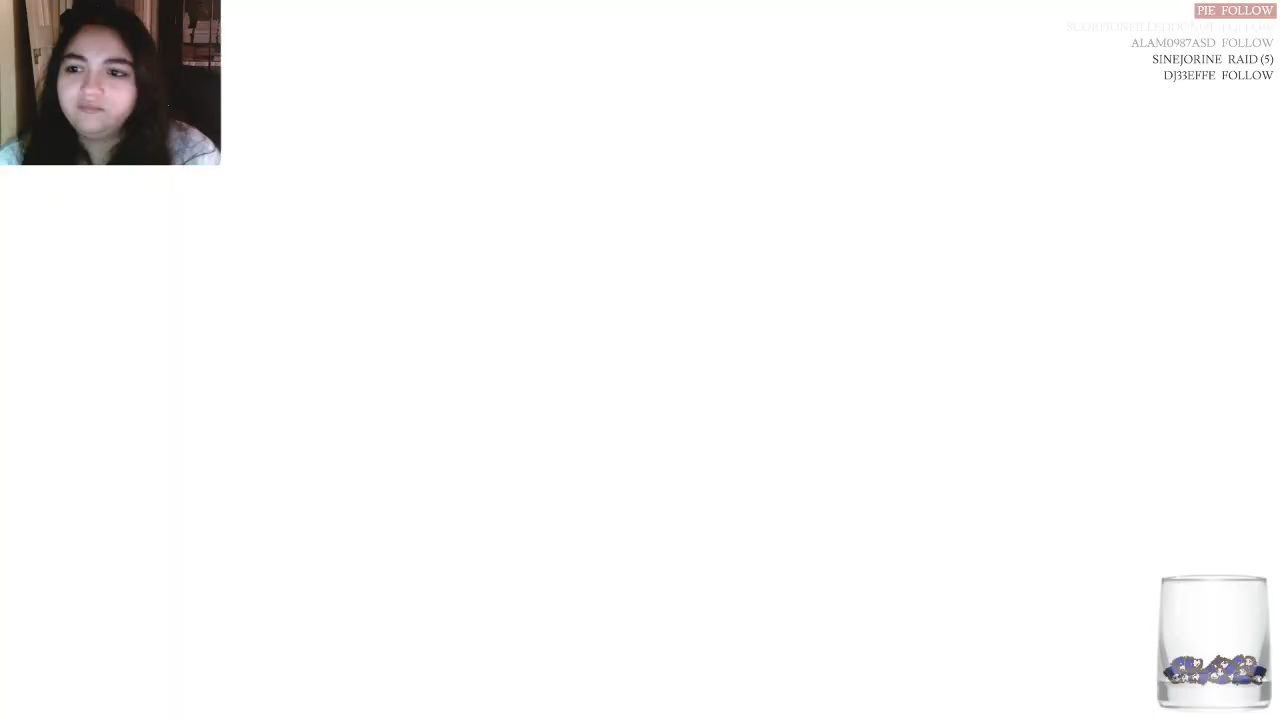 PIE FOLLOW
ALAM0987ASD FOLLOW
SINEJORINE RAID (5)
DJ33EFFE FOLLOW